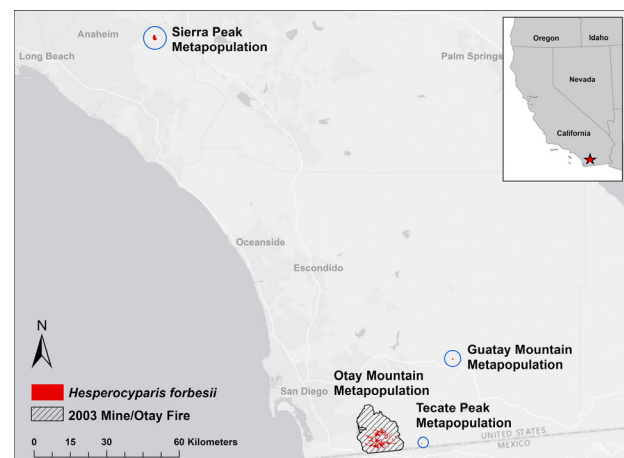 Anaheim
Sierra Peak
Metapopulation
Long Beach
Palm Springs
Oregon
Idaho
Nevada
California
Oceanside
Escondido
N
Guatay Mountain
Metapopulation
Otay Mountain
Metapopulation
San Diego
Tecate Peak
Metapopulation
Hesperocyparis forbesii
2003 Mine/Otay Fire
0 15 30 60 Kilometers
UNITED STATES
MEXICO